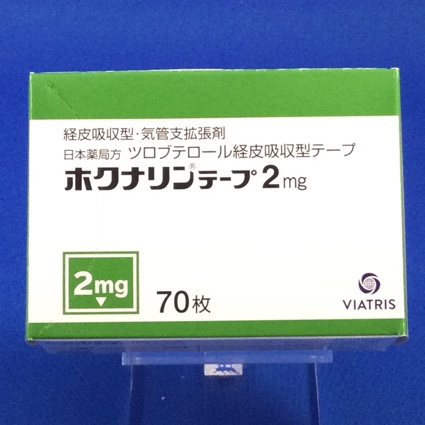 経皮吸収型・気管支拡張剤
日本薬局方 ツロブテロール経皮吸収型テープ
ホクナリン®テープ2mg
2mg
70枚
VIATRIS